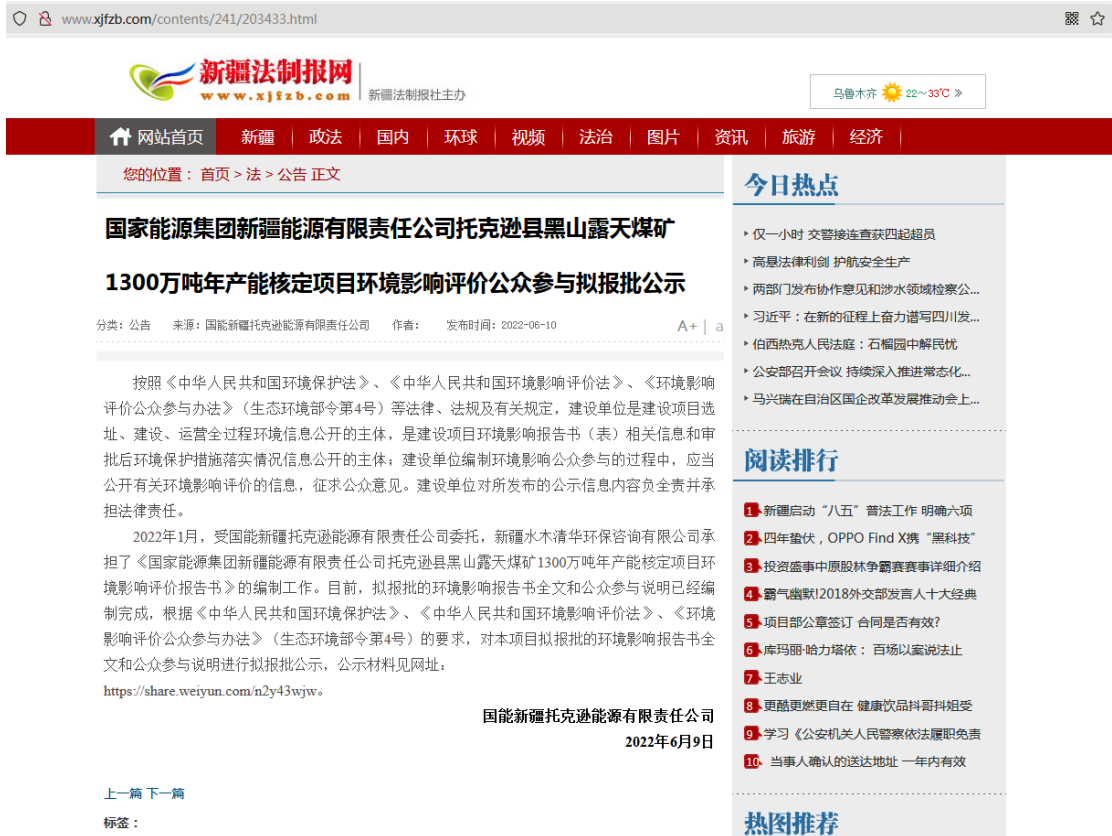 www.xjfzb.com/contents/241/203433.html
新疆法制报网
www.xjfzb.com
新疆法制报社主办
乌鲁木齐 22～33℃ »
网站首页 新疆 政法 国内 环球 视频 法治 图片 资讯 旅游 经济
您的位置： 首页 > 法 > 公告 正文
国家能源集团新疆能源有限责任公司托克逊县黑山露天煤矿
1300万吨年产能核定项目环境影响评价公众参与拟报批公示
分类：公告 来源：国能新疆托克逊能源有限责任公司 作者： 发布时间：2022-06-10 A+ | a
按照《中华人民共和国环境保护法》、《中华人民共和国环境影响评价法》、《环境影响
评价公众参与办法》（生态环境部令第4号）等法律、法规及有关规定，建设单位是建设项目选
址、建设、运营全过程环境信息公开的主体，是建设项目环境影响报告书（表）相关信息和审
批后环境保护措施落实情况信息公开的主体；建设单位编制环境影响公众参与的过程中，应当
公开有关环境影响评价的信息，征求公众意见。建设单位对所发布的公示信息内容负全责并承
担法律责任。
2022年1月，受国能新疆托克逊能源有限责任公司委托，新疆水木清华环保咨询有限公司承
担了《国家能源集团新疆能源有限责任公司托克逊县黑山露天煤矿1300万吨年产能核定项目环
境影响评价报告书》的编制工作。目前，拟报批的环境影响报告书全文和公众参与说明已经编
制完成，根据《中华人民共和国环境保护法》、《中华人民共和国环境影响评价法》、《环境
影响评价公众参与办法》（生态环境部令第4号）的要求，对本项目拟报批的环境影响报告书全
文和公众参与说明进行拟报批公示，公示材料见网址：
https://share.weiyun.com/n2y43wjw。
国能新疆托克逊能源有限责任公司
2022年6月9日
上一篇 下一篇
标签：
今日热点
仅一小时 交警接连查获四起超员
高悬法律利剑 护航安全生产
两部门发布协作意见和涉水领域检察公...
习近平：在新的征程上奋力谱写四川发...
伯西热克人民法庭：石榴园中解民忧
公安部召开会议 持续深入推进常态化...
马兴瑞在自治区国企改革发展推动会上...
阅读排行
1 新疆启动“八五”普法工作 明确六项
2 四年蛰伏，OPPO Find X携“黑科技”
3 投资盛事中原股林争霸赛赛事详细介绍
4 霸气幽默!2018外交部发言人十大经典
5 项目部公章签订 合同是否有效?
6 库玛丽·哈力塔依： 百场以案说法止
7 王志业
8 更酷更燃更自在 健康饮品抖哥抖姐受
9 学习《公安机关人民警察依法履职免责
10 当事人确认的送达地址 一年内有效
热图推荐